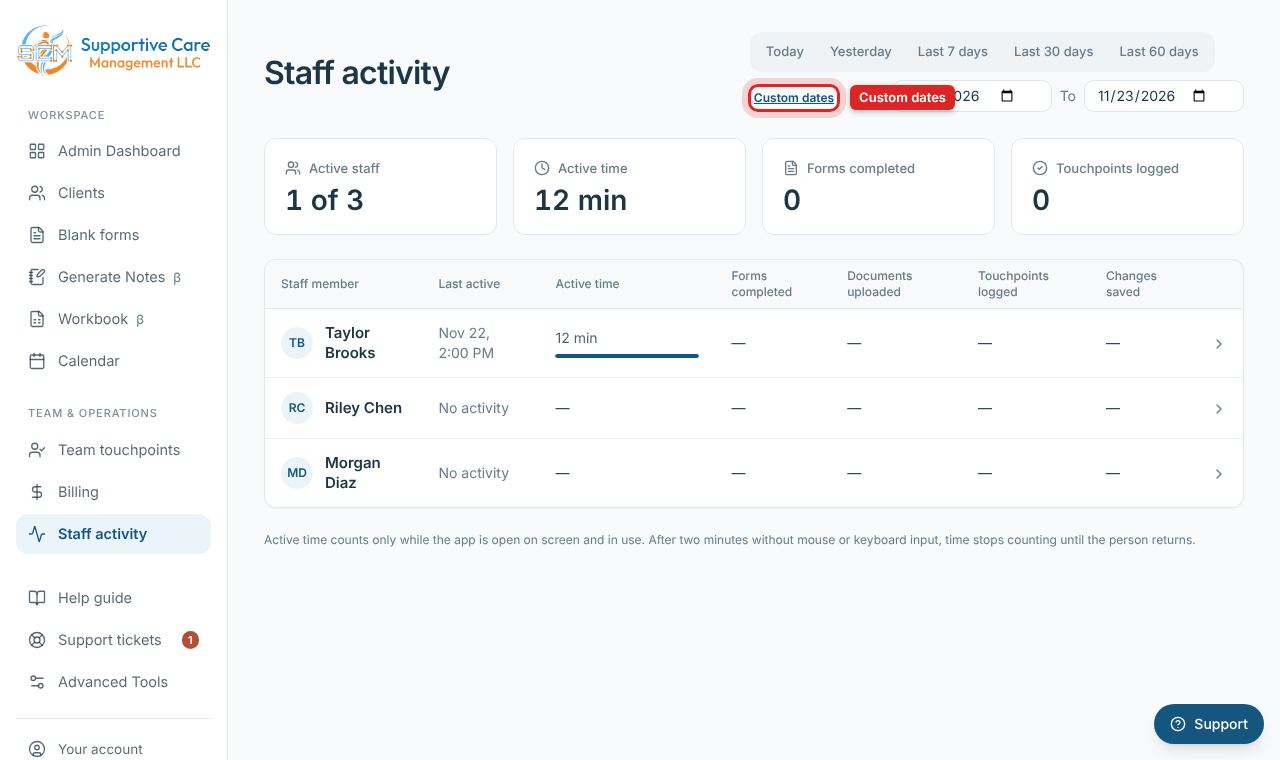 SCM
Supportive Care
Management LLC
WORKSPACE
Admin Dashboard
Clients
Blank forms
Generate Notes β
Workbook β
Calendar
TEAM & OPERATIONS
Team touchpoints
Billing
Staff activity
Help guide
Support tickets 1
Advanced Tools
Your account
Staff activity
Today Yesterday Last 7 days Last 30 days Last 60 days
Custom dates Custom dates 026 To 11/23/2026
Active staff
1 of 3
Active time
12 min
Forms completed
0
Touchpoints logged
0
Staff member Last active Active time Forms completed Documents uploaded Touchpoints logged Changes saved
TB Taylor Brooks Nov 22, 2:00 PM 12 min — — — —
RC Riley Chen No activity — — — — —
MD Morgan Diaz No activity — — — — —
Active time counts only while the app is open on screen and in use. After two minutes without mouse or keyboard input, time stops counting until the person returns.
Support